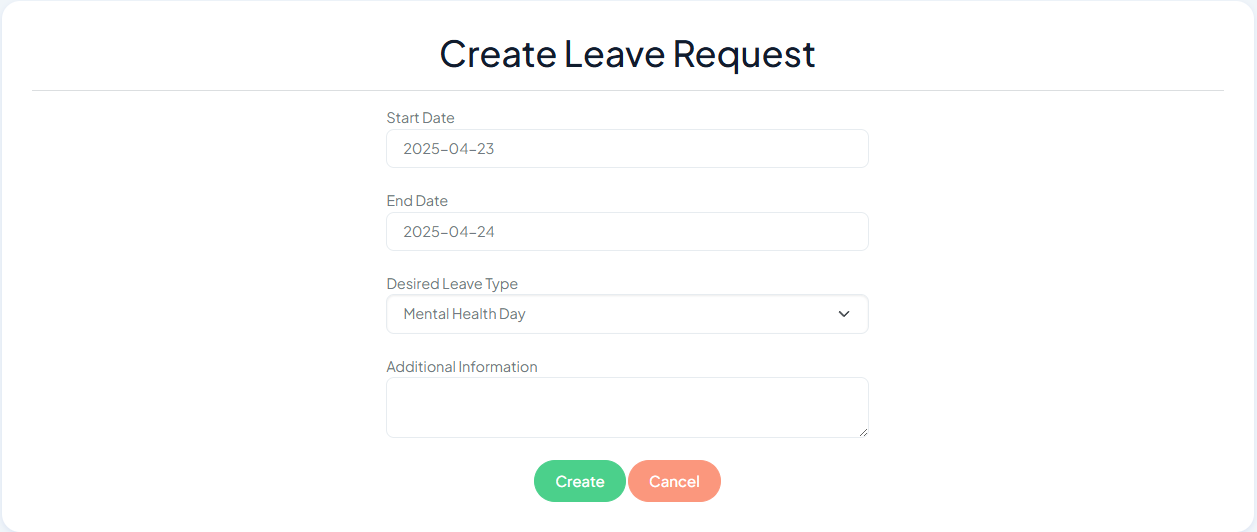 Create Leave Request
Start Date
2025-04-23
End Date
2025-04-24
Desired Leave Type
Mental Health Day
Additional Information
Create Cancel